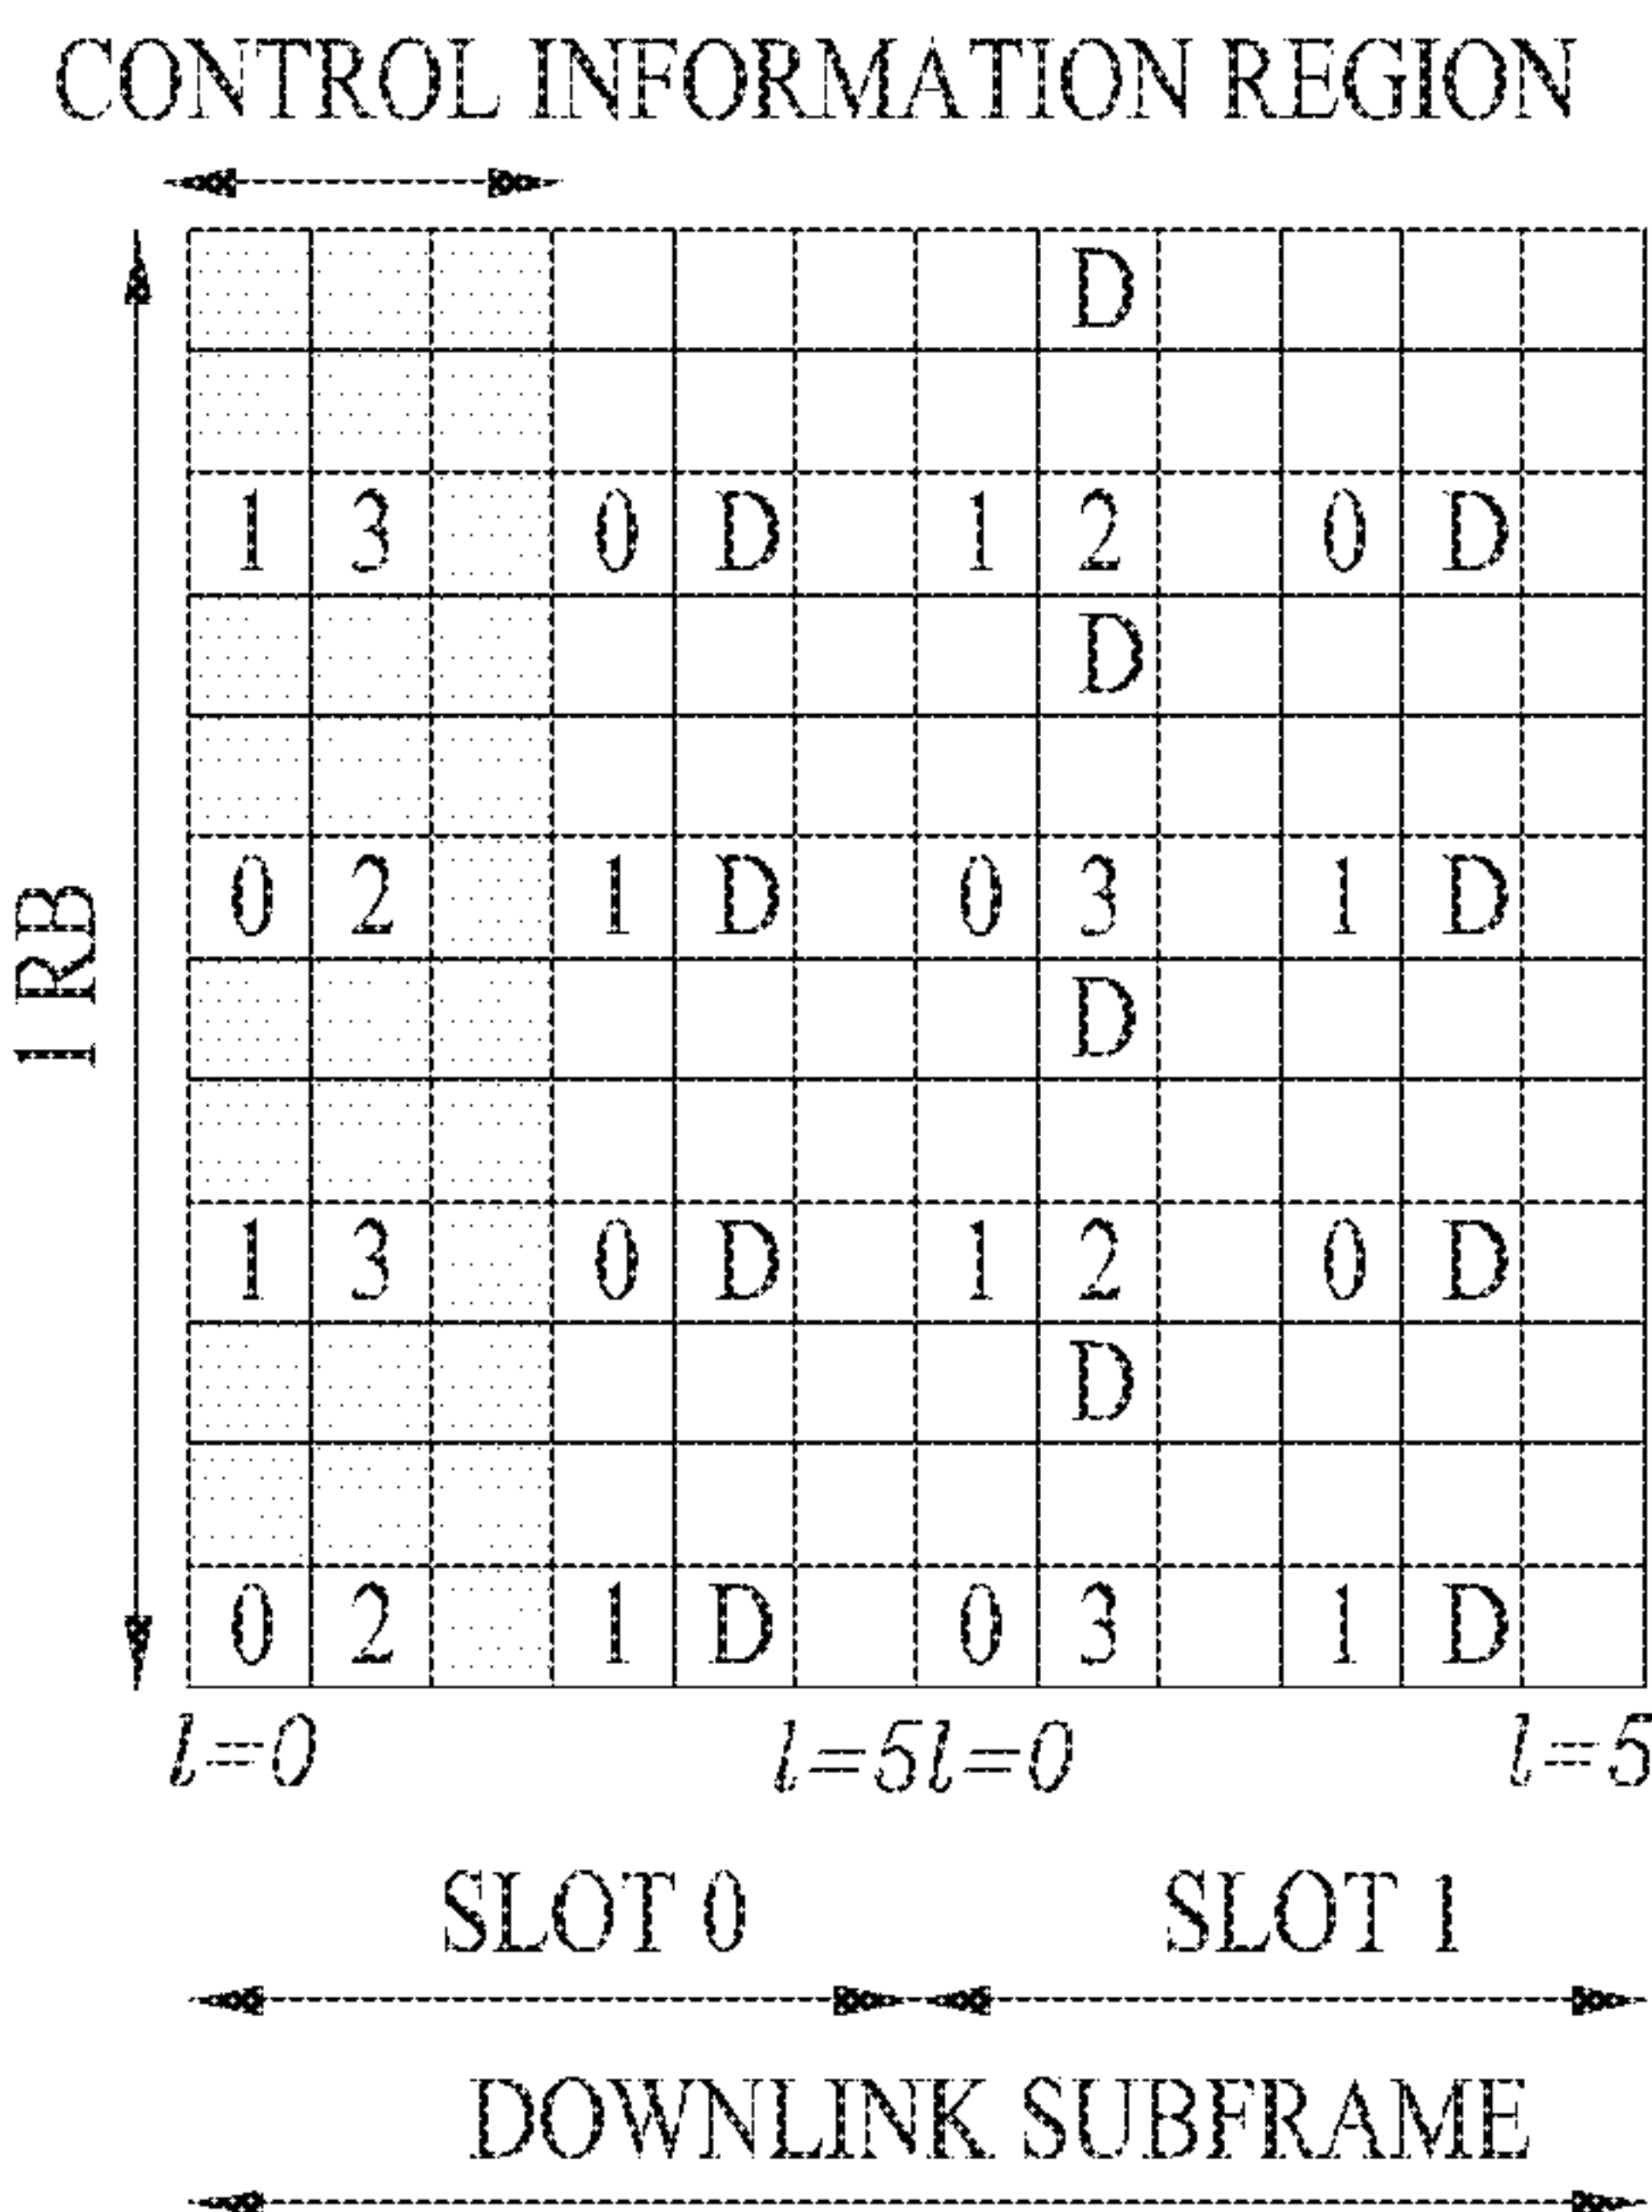 CONTROL INFORMATION REGION
D
1 3 0 D 1 2 0 D
D
1 RB
0 2 1 D 0 3 1 D
D
1 3 0 D 1 2 0 D
D
0 2 1 D 0 3 1 D
l=0 l=5 l=0 l=5
SLOT 0 SLOT 1
DOWNLINK SUBFRAME